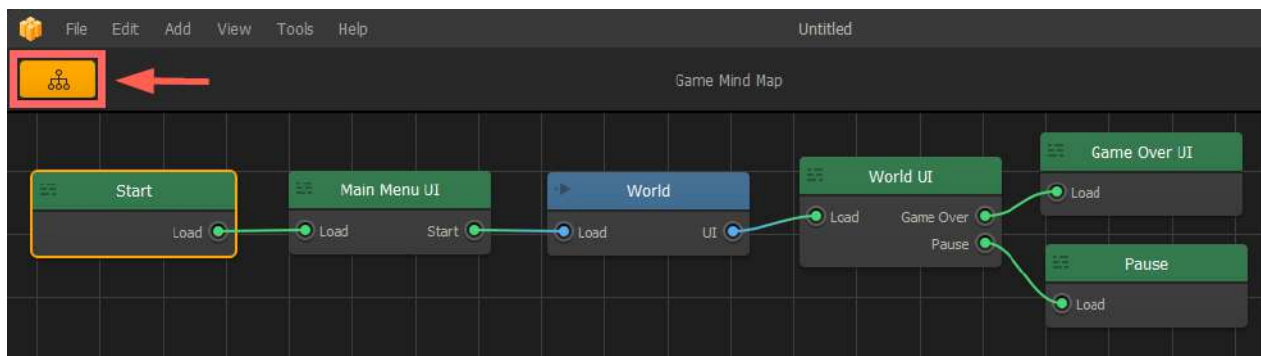 File Edit Add View Tools Help Untitled
Game Mind Map
Start
Load
Main Menu UI
Load Start
World
Load UI
World UI
Load Game Over
Pause
Game Over UI
Load
Pause
Load